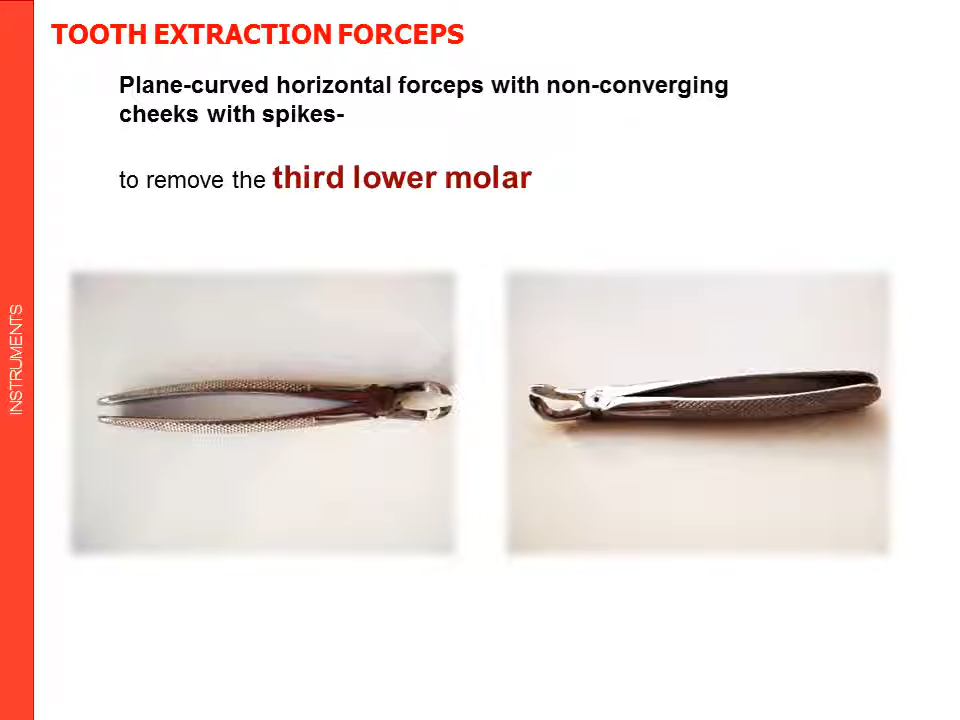 TOOTH EXTRACTION FORCEPS
Plane-curved horizontal forceps with non-converging
cheeks with spikes-
to remove the third lower molar
INSTRUMENTS